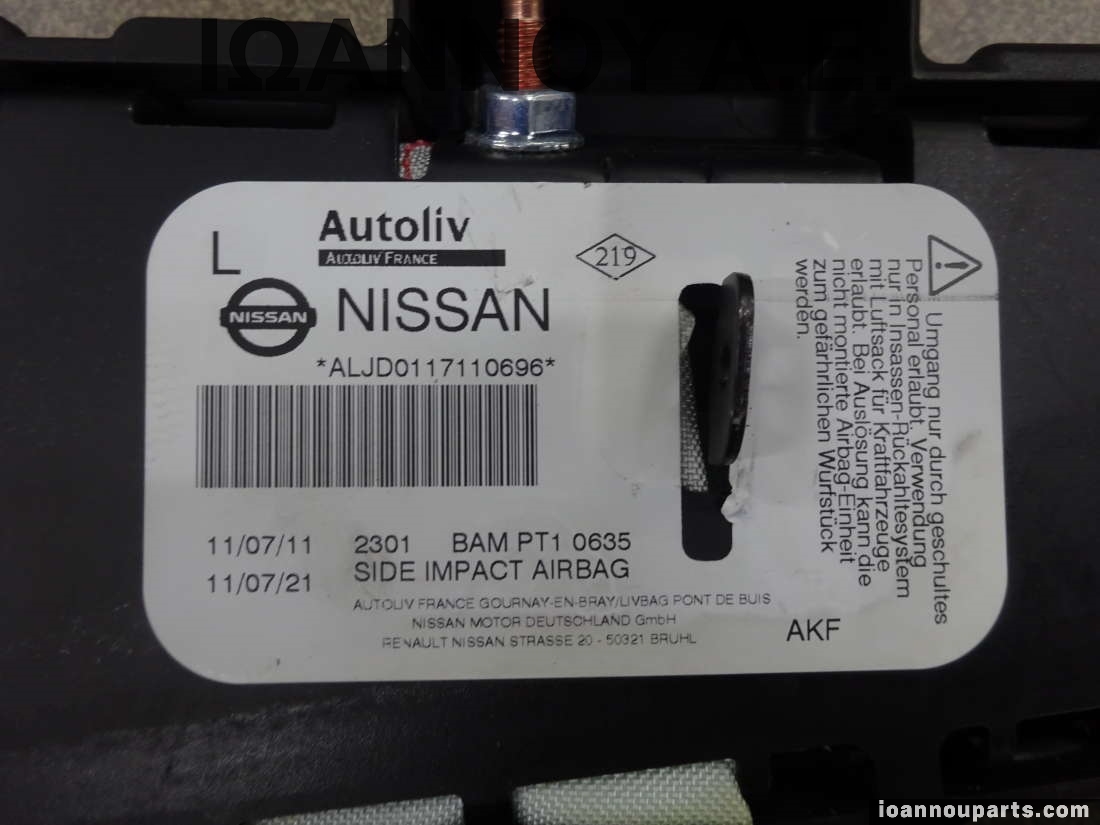 ΙΩΑΝΝΟΥ Α.Ε.
L
Autoliv
AUTOLIV FRANCE
219
NISSAN
NISSAN
*ALJD0117110696*
11/07/11 2301 BAM PT1 0635
11/07/21 SIDE IMPACT AIRBAG
AUTOLIV FRANCE GOURNAY-EN-BRAY/LIVBAG PONT DE BUIS
NISSAN MOTOR DEUTSCHLAND GmbH
RENAULT NISSAN STRASSE 20 - 50321 BRUHL
AKF
Umgang nur durch geschultes
Personal erlaubt. Verwendung
nur in Insassen-Rückahltesystem
mit Luftsack für Kraftfahrzeuge
erlaubt. Bei Auslösung kann die
nicht montierte Airbag-Einheit
zum gefährhrlichen Wurfstück
werden.
ioannouparts.com